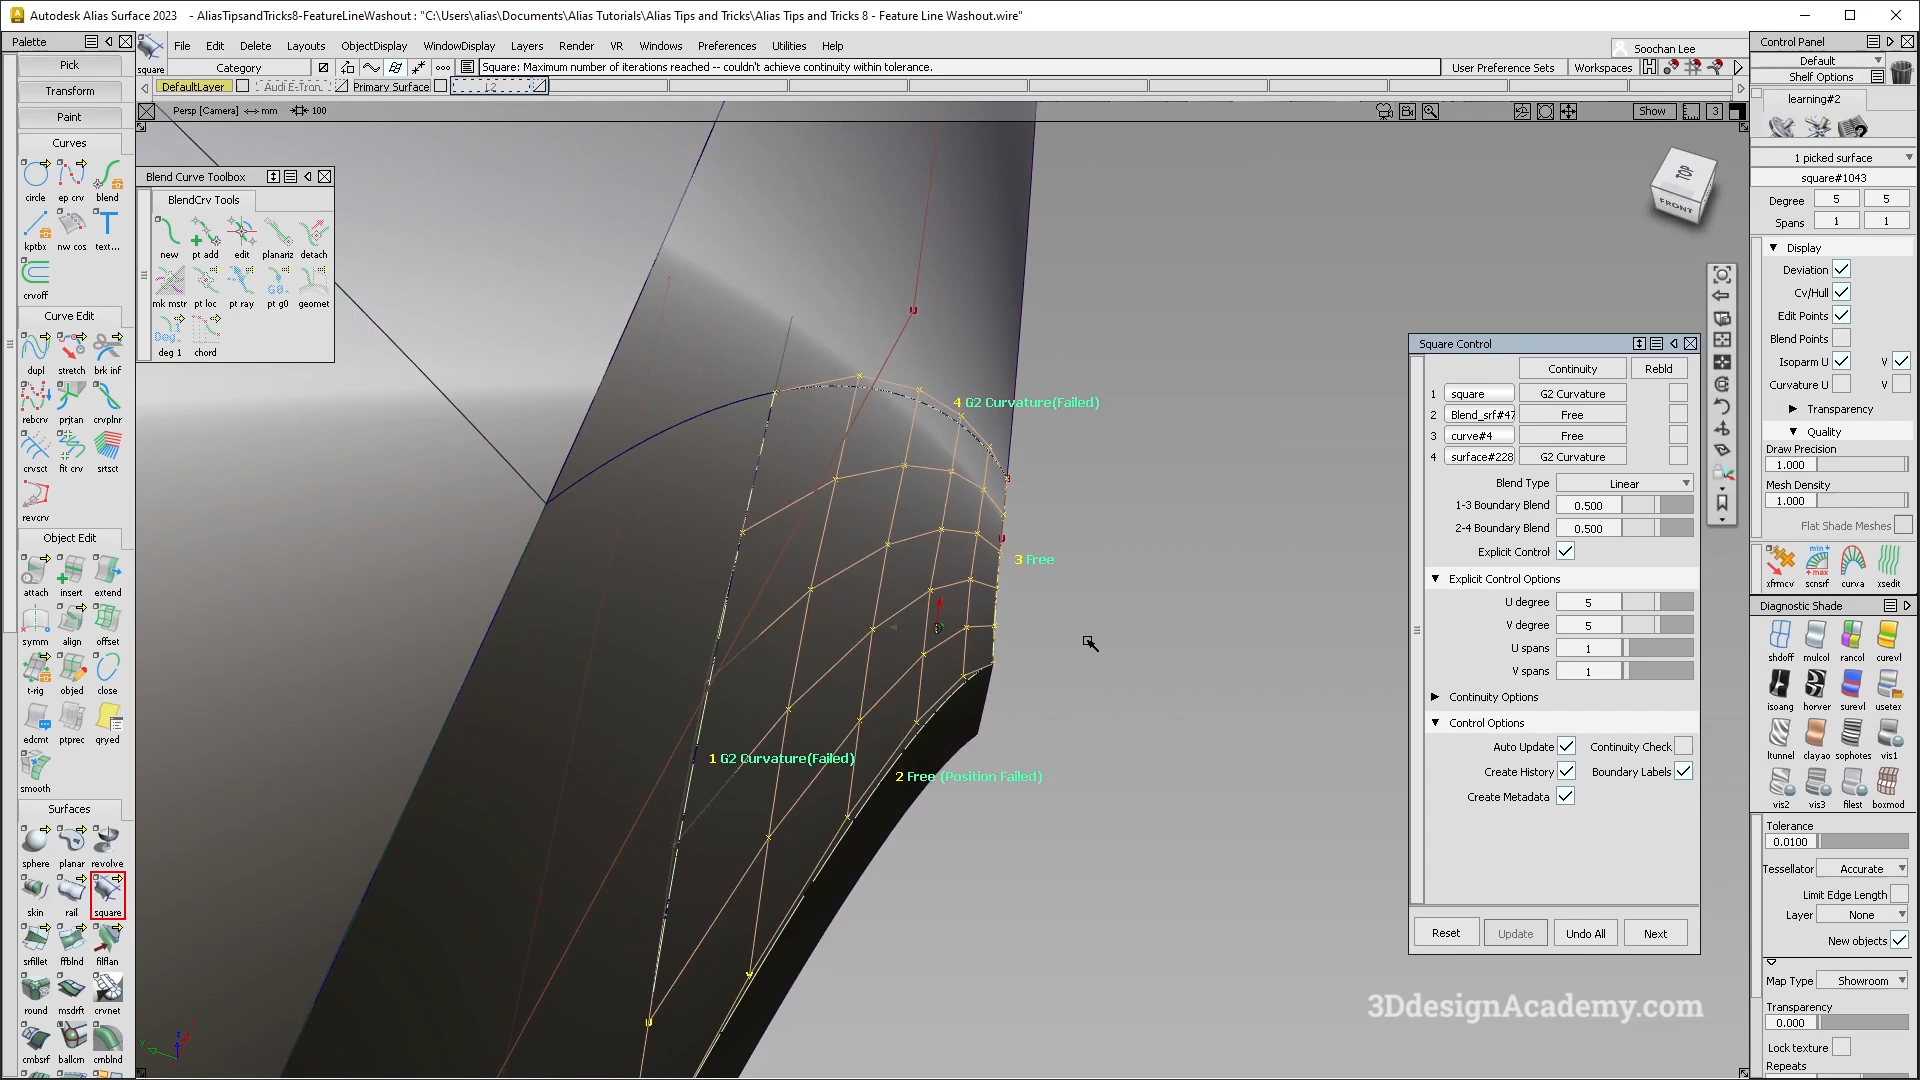 Autodesk Alias Surface 2023 - AliasTipsandTricks8-FeatureLineWashout : "C:\Users\alias\Documents\Alias Tutorials\Alias Tips and Tricks\Alias Tips and Tricks 8 - Feature Line Washout.wire"
Palette
square
File Edit Delete Layouts ObjectDisplay WindowDisplay Layers Render VR Windows Preferences Utilities Help
Soochan Lee
Category
Square: Maximum number of iterations reached -- couldn't achieve continuity within tolerance.
User Preference Sets
Workspaces
DefaultLayer
Audi E-Tron
Primary Surface
L2
Persp [Camera] <-> mm 100
Show
3
Pick
Transform
Paint
Curves
circle ep crv blend
kptbx nw cos text...
crvoff
Curve Edit
dupl stretch brk inf
rebcrv prjtan crvplnr
crvsct fit crv srtsct
revcrv
Object Edit
attach insert extend
symm align offset
t-rig objed close
edcmt ptprec qryed
smooth
Surfaces
sphere planar revolve
skin rail square
srfillet ffblnd filflan
round msdrft crvnet
cmbsrf ballcrn cmblnd
Blend Curve Toolbox
BlendCrv Tools
new pt add edit planariz detach
mk mstr pt loc pt ray pt g0 geomet
deg 1 chord
TOP
FRONT
U
4 G2 Curvature(Failed)
U
3 Free
1 G2 Curvature(Failed)
2 Free (Position Failed)
V
U
Square Control
Continuity Rebld
1 square G2 Curvature
2 Blend_srf#47 Free
3 curve#4 Free
4 surface#228 G2 Curvature
Blend Type Linear
1-3 Boundary Blend 0.500
2-4 Boundary Blend 0.500
Explicit Control
Explicit Control Options
U degree 5
V degree 5
U spans 1
V spans 1
Continuity Options
Control Options
Auto Update Continuity Check
Create History Boundary Labels
Create Metadata
Reset Update Undo All Next
3DdesignAcademy.com
Control Panel
Default
Shelf Options
learning#2
1 picked surface
square#1043
Degree 5 5
Spans 1 1
Display
Deviation
Cv/Hull
Edit Points
Blend Points
Isoparm U V
Curvature U V
Transparency
Quality
Draw Precision
1.000
Mesh Density
1.000
Flat Shade Meshes
xfrmcv scnsrf curva xsedit
Diagnostic Shade
shdoff mulcol rancol curevl
isoang horver surevl usetex
ltunnel clayao sophotes vis1
vis2 vis3 filest boxmod
Tolerance
0.0100
Tessellator Accurate
Limit Edge Length
Layer None
New objects
Map Type Showroom
Transparency
0.000
Lock texture
Repeats